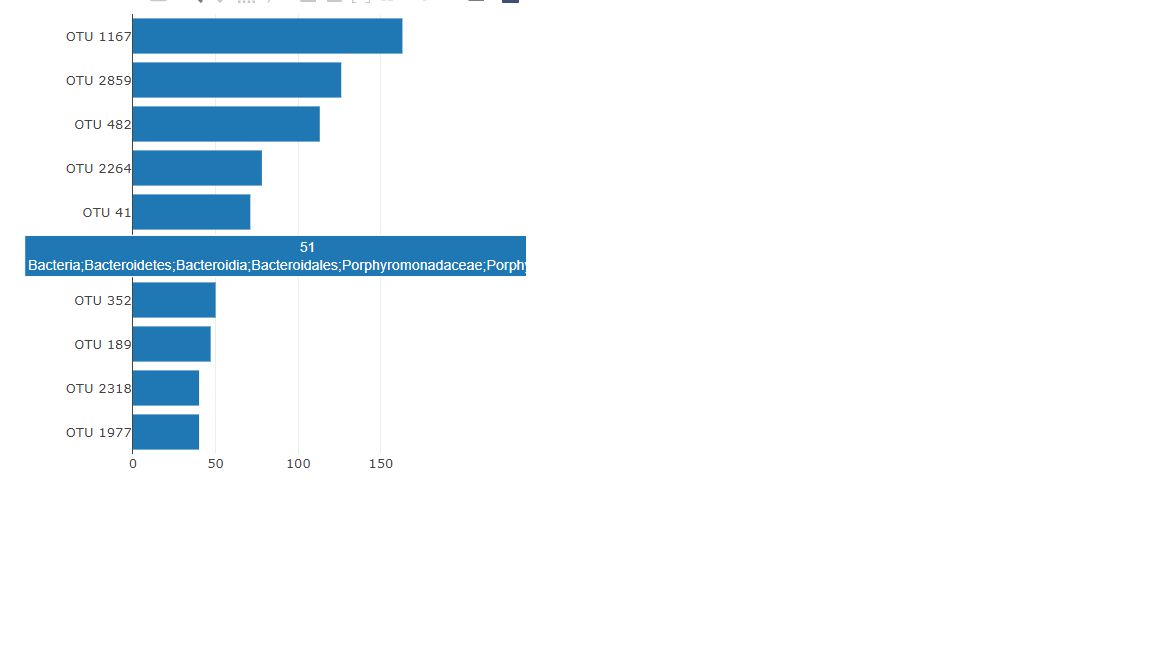 OTU 1167
OTU 2859
OTU 482
OTU 2264
OTU 41
51
Bacteria;Bacteroidetes;Bacteroidia;Bacteroidales;Porphyromonadaceae;Porphy
OTU 352
OTU 189
OTU 2318
OTU 1977
0 50 100 150